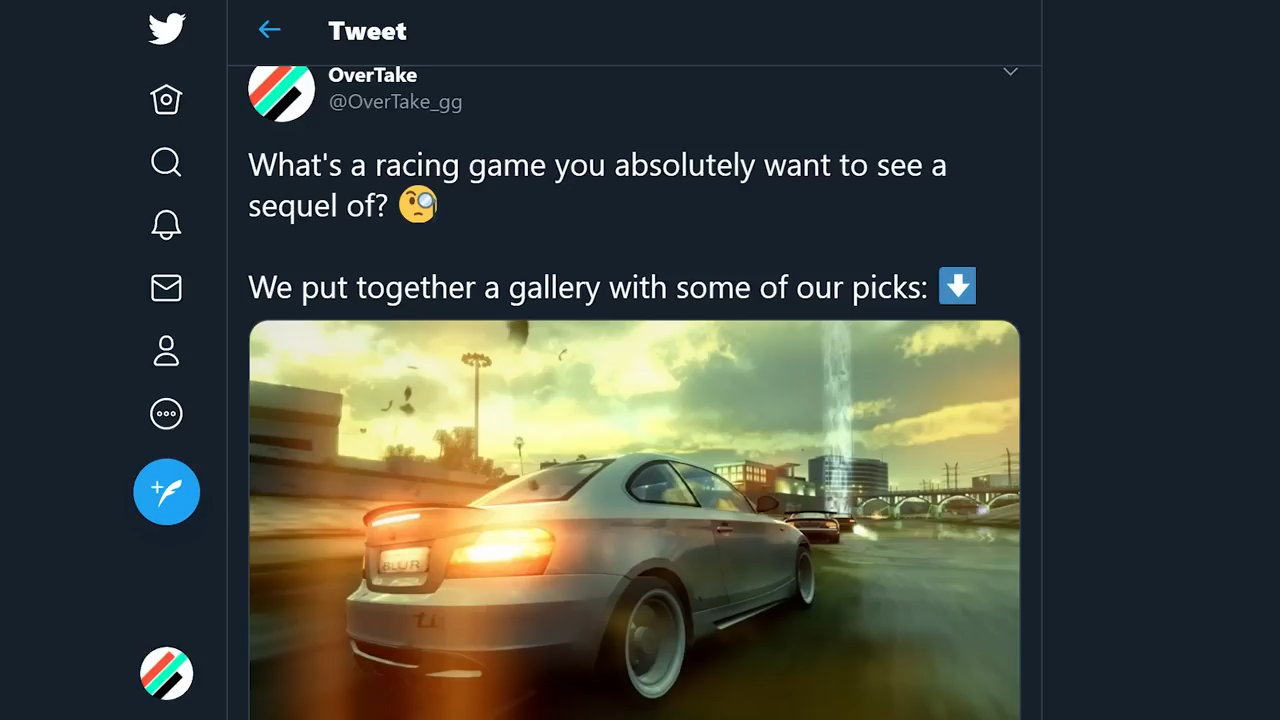 Tweet
OverTake
@OverTake_gg
What's a racing game you absolutely want to see a
sequel of?
We put together a gallery with some of our picks:
BLUR